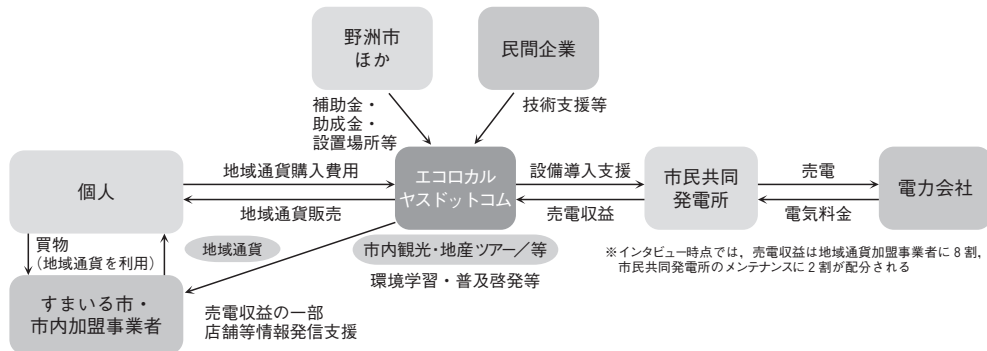 野洲市
ほか
民間企業
補助金・
助成金・
設置場所等
技術支援等
個人
地域通貨購入費用
地域通貨販売
エコロカル
ヤスドットコム
設備導入支援
売電収益
市民共同
発電所
売電
電気料金
電力会社
買物
(地域通貨を利用)
地域通貨
市内観光・地産ツアー/等
環境学習・普及啓発等
※インタビュー時点では,売電収益は地域通貨加盟事業者に8割,
市民共同発電所のメンテナンスに2割が配分される
すまいる市・
市内加盟事業者
売電収益の一部
店舗等情報発信支援